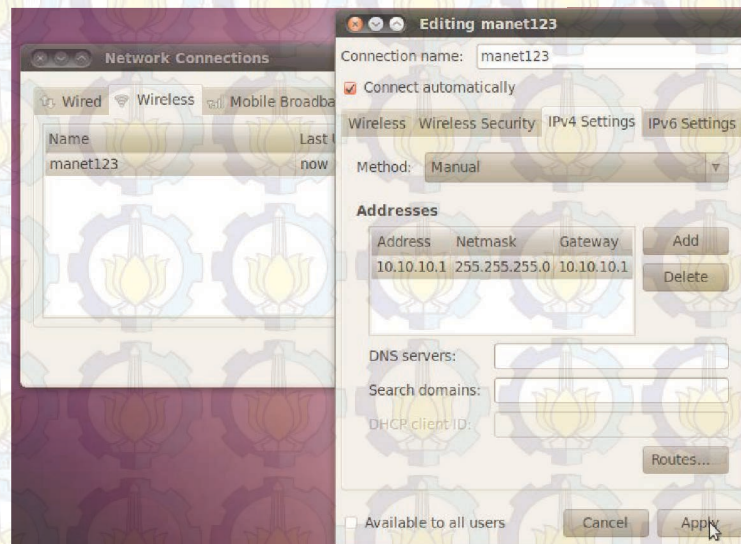 Network Connections
Wired Wireless Mobile Broadba
Name Last
manet123 now
Editing manet123
Connection name: manet123
Connect automatically
Wireless Wireless Security IPv4 Settings IPv6 Settings
Method: Manual
Addresses
Address Netmask Gateway Add
10.10.10.1 255.255.255.0 10.10.10.1
Delete
DNS servers:
Search domains:
DHCP client ID:
Routes...
Available to all users Cancel Apply